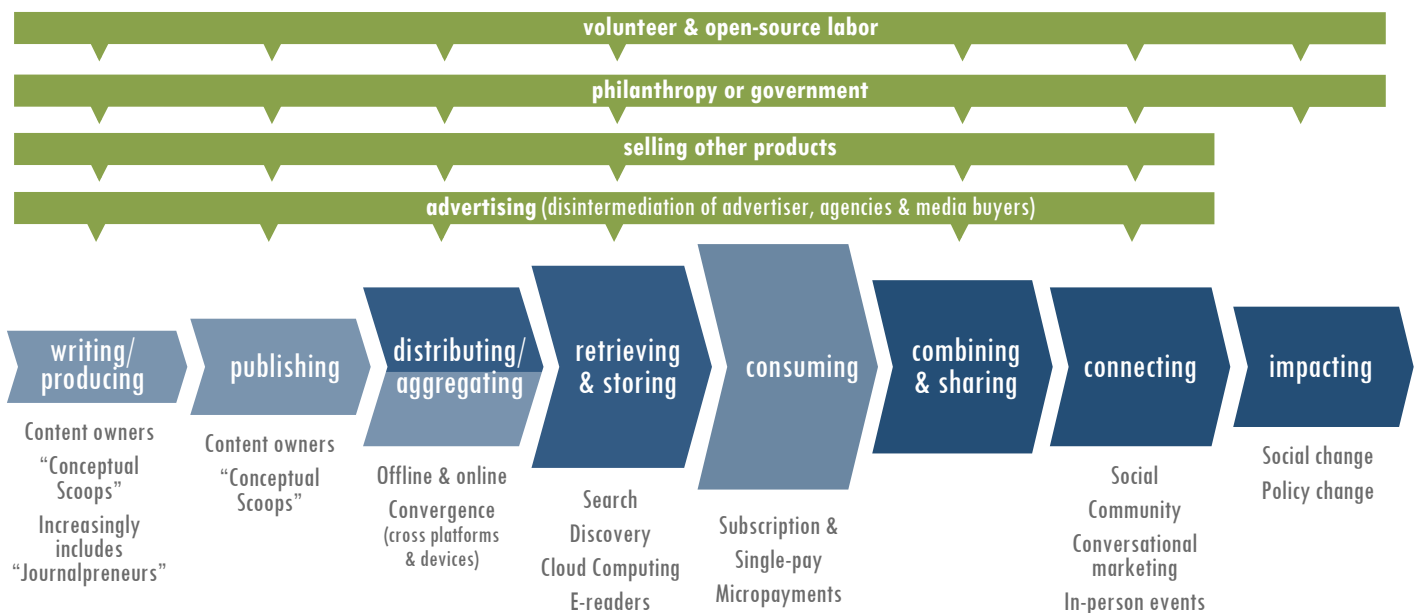 volunteer & open-source labor
philanthropy or government
selling other products
advertising (disintermediation of advertiser, agencies & media buyers)
writing/
producing
Content owners
“Conceptual
Scoops”
Increasingly
includes
“Journalpreneurs”
publishing
Content owners
“Conceptual
Scoops”
distributing/
aggregating
Offline & online
Convergence
(cross platforms
& devices)
retrieving
& storing
Search
Discovery
Cloud Computing
E-readers
consuming
Subscription &
Single-pay
Micropayments
combining
& sharing
connecting
Social
Community
Conversational
marketing
In-person events
impacting
Social change
Policy change